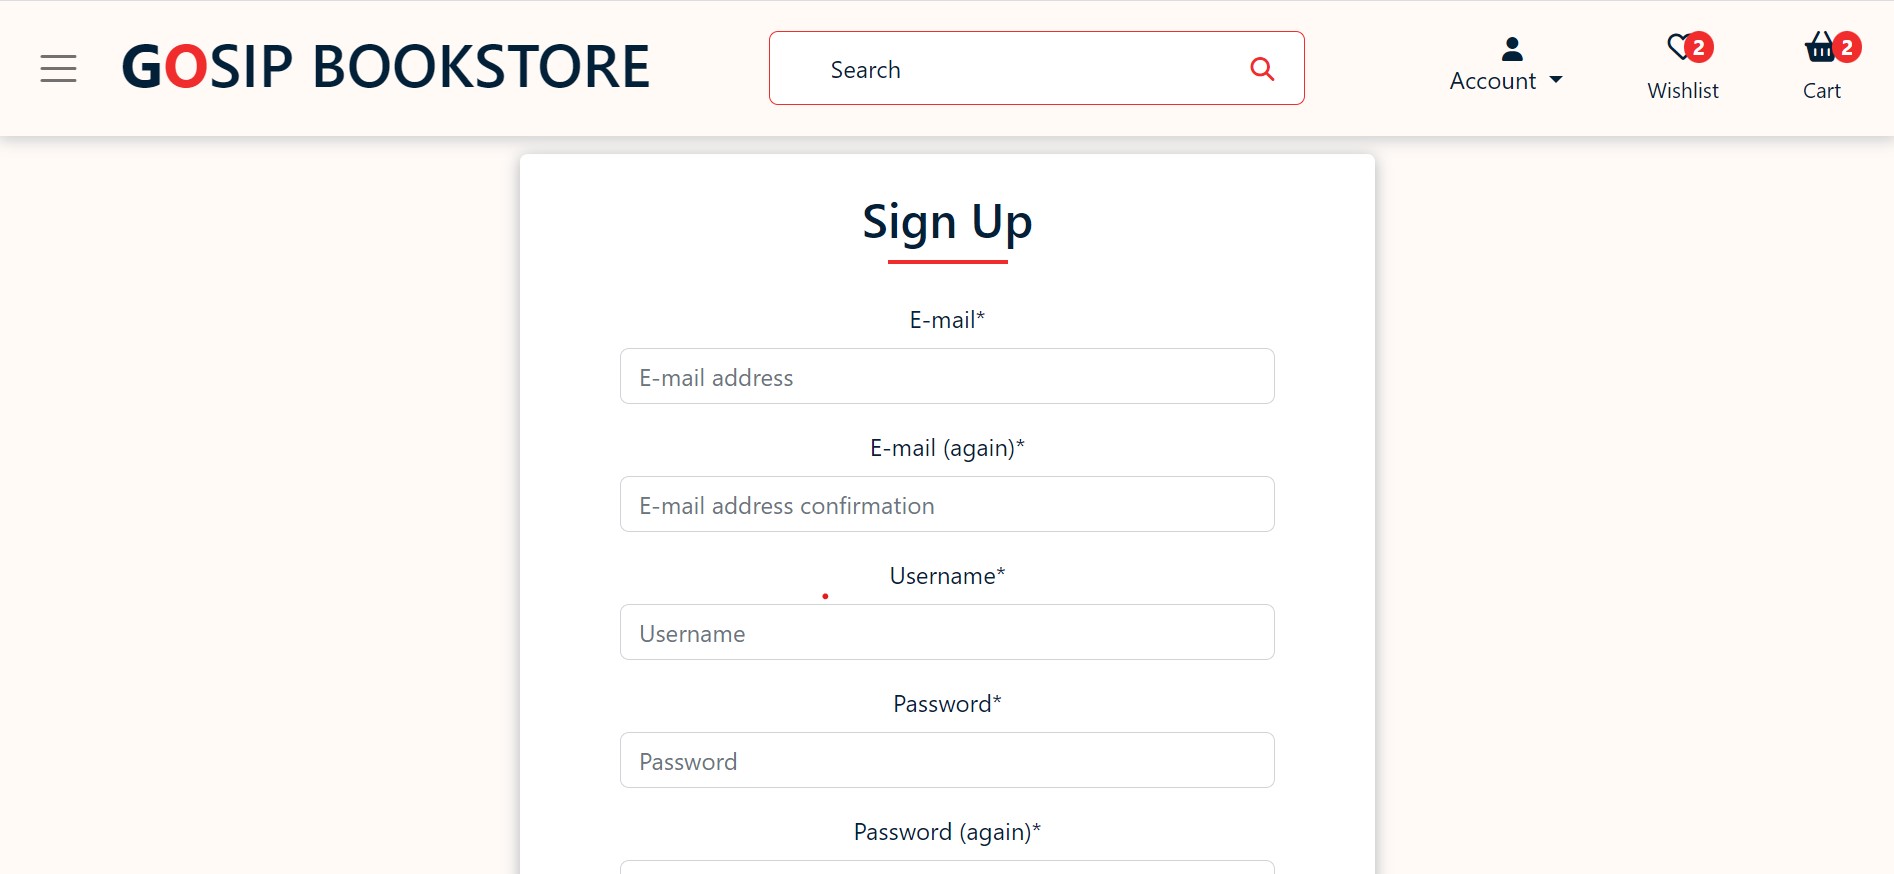 GOSIP BOOKSTORE
Search
Account
2
Wishlist
2
Cart
Sign Up
E-mail*
E-mail address
E-mail (again)*
E-mail address confirmation
Username*
Username
Password*
Password
Password (again)*